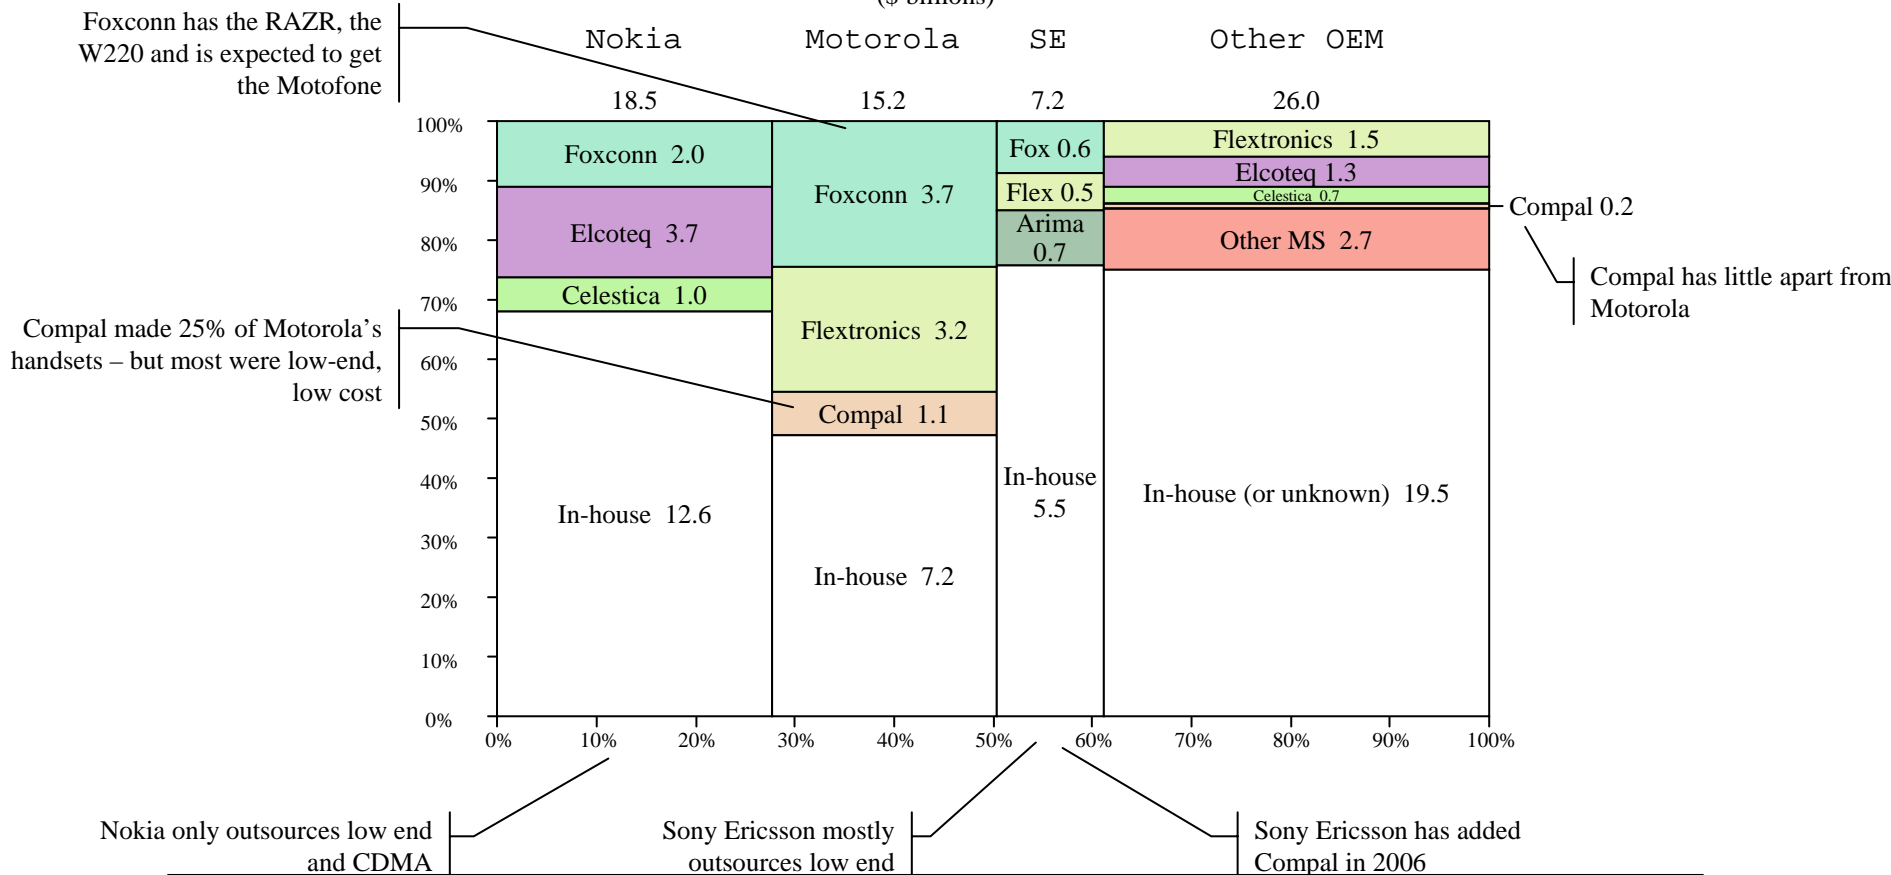 ($ billions)
Foxconn has the RAZR, the
W220 and is expected to get
the Motofone
Nokia Motorola SE Other OEM
18.5 15.2 7.2 26.0
100%
90%
80%
70%
60%
50%
40%
30%
20%
10%
0%
Foxconn 2.0
Elcoteq 3.7
Celestica 1.0
In-house 12.6
Foxconn 3.7
Flextronics 3.2
Compal 1.1
In-house 7.2
Fox 0.6
Flex 0.5
Arima
0.7
In-house
5.5
Flextronics 1.5
Elcoteq 1.3
Celestica 0.7
Other MS 2.7
In-house (or unknown) 19.5
Compal 0.2
Compal has little apart from
Motorola
Compal made 25% of Motorola’s
handsets – but most were low-end,
low cost
0% 10% 20% 30% 40% 50% 60% 70% 80% 90% 100%
Nokia only outsources low end
and CDMA
Sony Ericsson mostly
outsources low end
Sony Ericsson has added
Compal in 2006